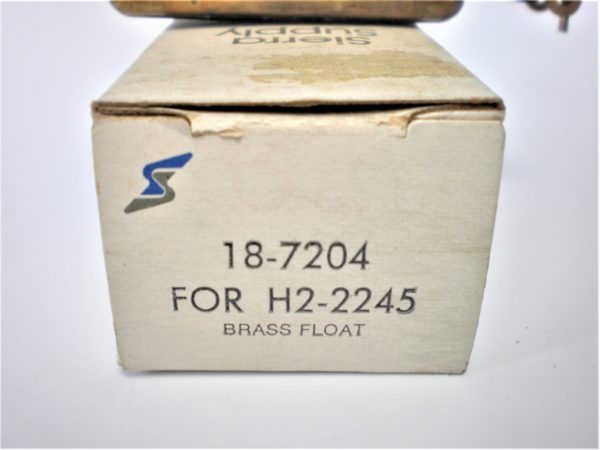 Sierra
Supply
18-7204
FOR H2-2245
BRASS FLOAT